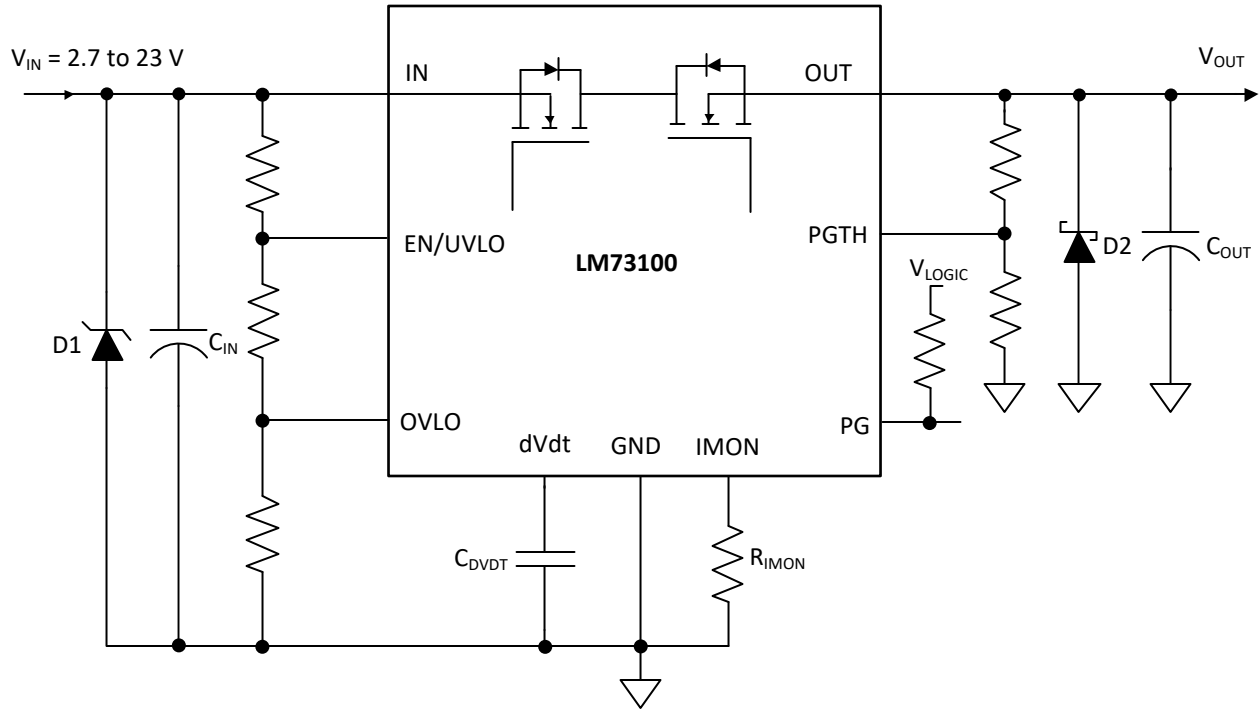 V_IN = 2.7 to 23 V
IN
OUT
V_OUT
EN/UVLO
PGTH
LM73100
V_LOGIC
D1
C_IN
D2
C_OUT
OVLO
PG
dVdt
GND
IMON
C_DVDT
R_IMON